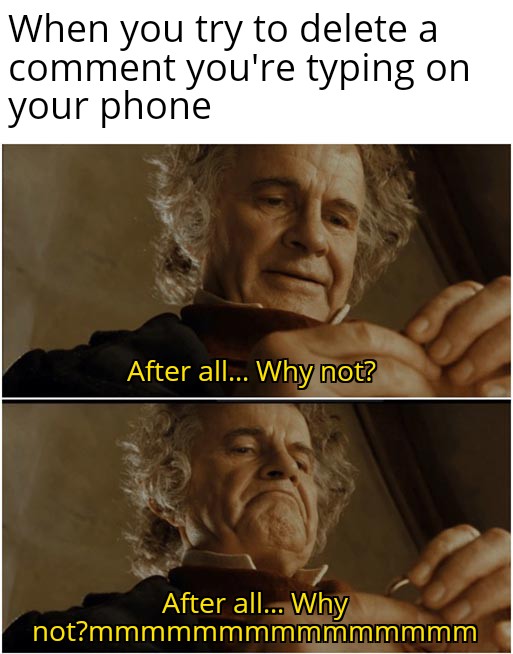 When you try to delete a
comment you're typing on
your phone
After all... Why not?
After all... Why
not?mmmmmmmmmmmmmmm